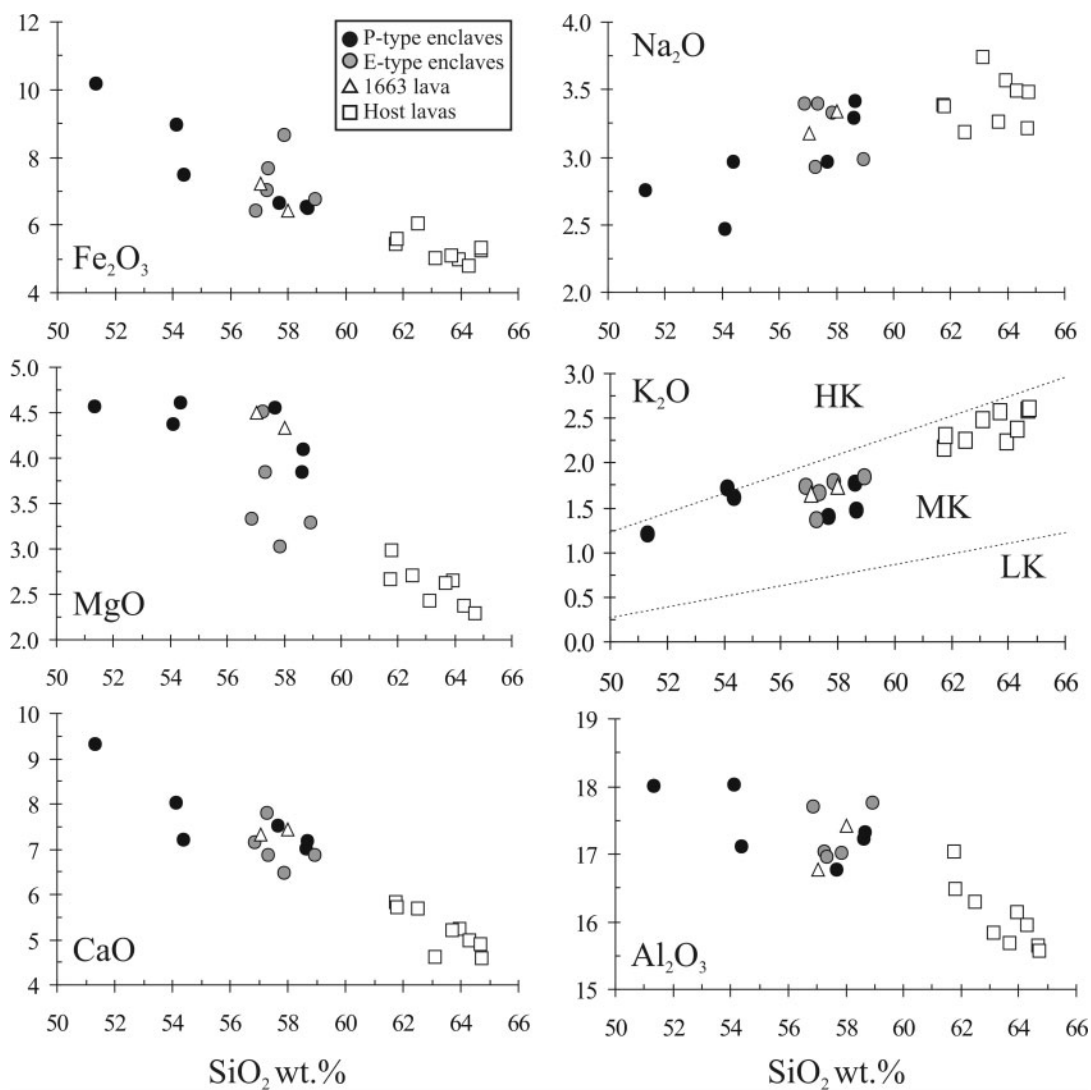 12
10
8
6
4
Fe₂O₃
P-type enclaves
E-type enclaves
1663 lava
Host lavas
50 52 54 56 58 60 62 64 66
4.0
3.5
3.0
2.5
2.0
Na₂O
50 52 54 56 58 60 62 64 66
5.0
4.5
4.0
3.5
3.0
2.5
2.0
MgO
50 52 54 56 58 60 62 64 66
3.0
2.5
2.0
1.5
1.0
0.5
0.0
K₂O
HK
MK
LK
50 52 54 56 58 60 62 64 66
10
9
8
7
6
5
4
CaO
50 52 54 56 58 60 62 64 66
SiO₂ wt.%
19
18
17
16
15
Al₂O₃
50 52 54 56 58 60 62 64 66
SiO₂ wt.%